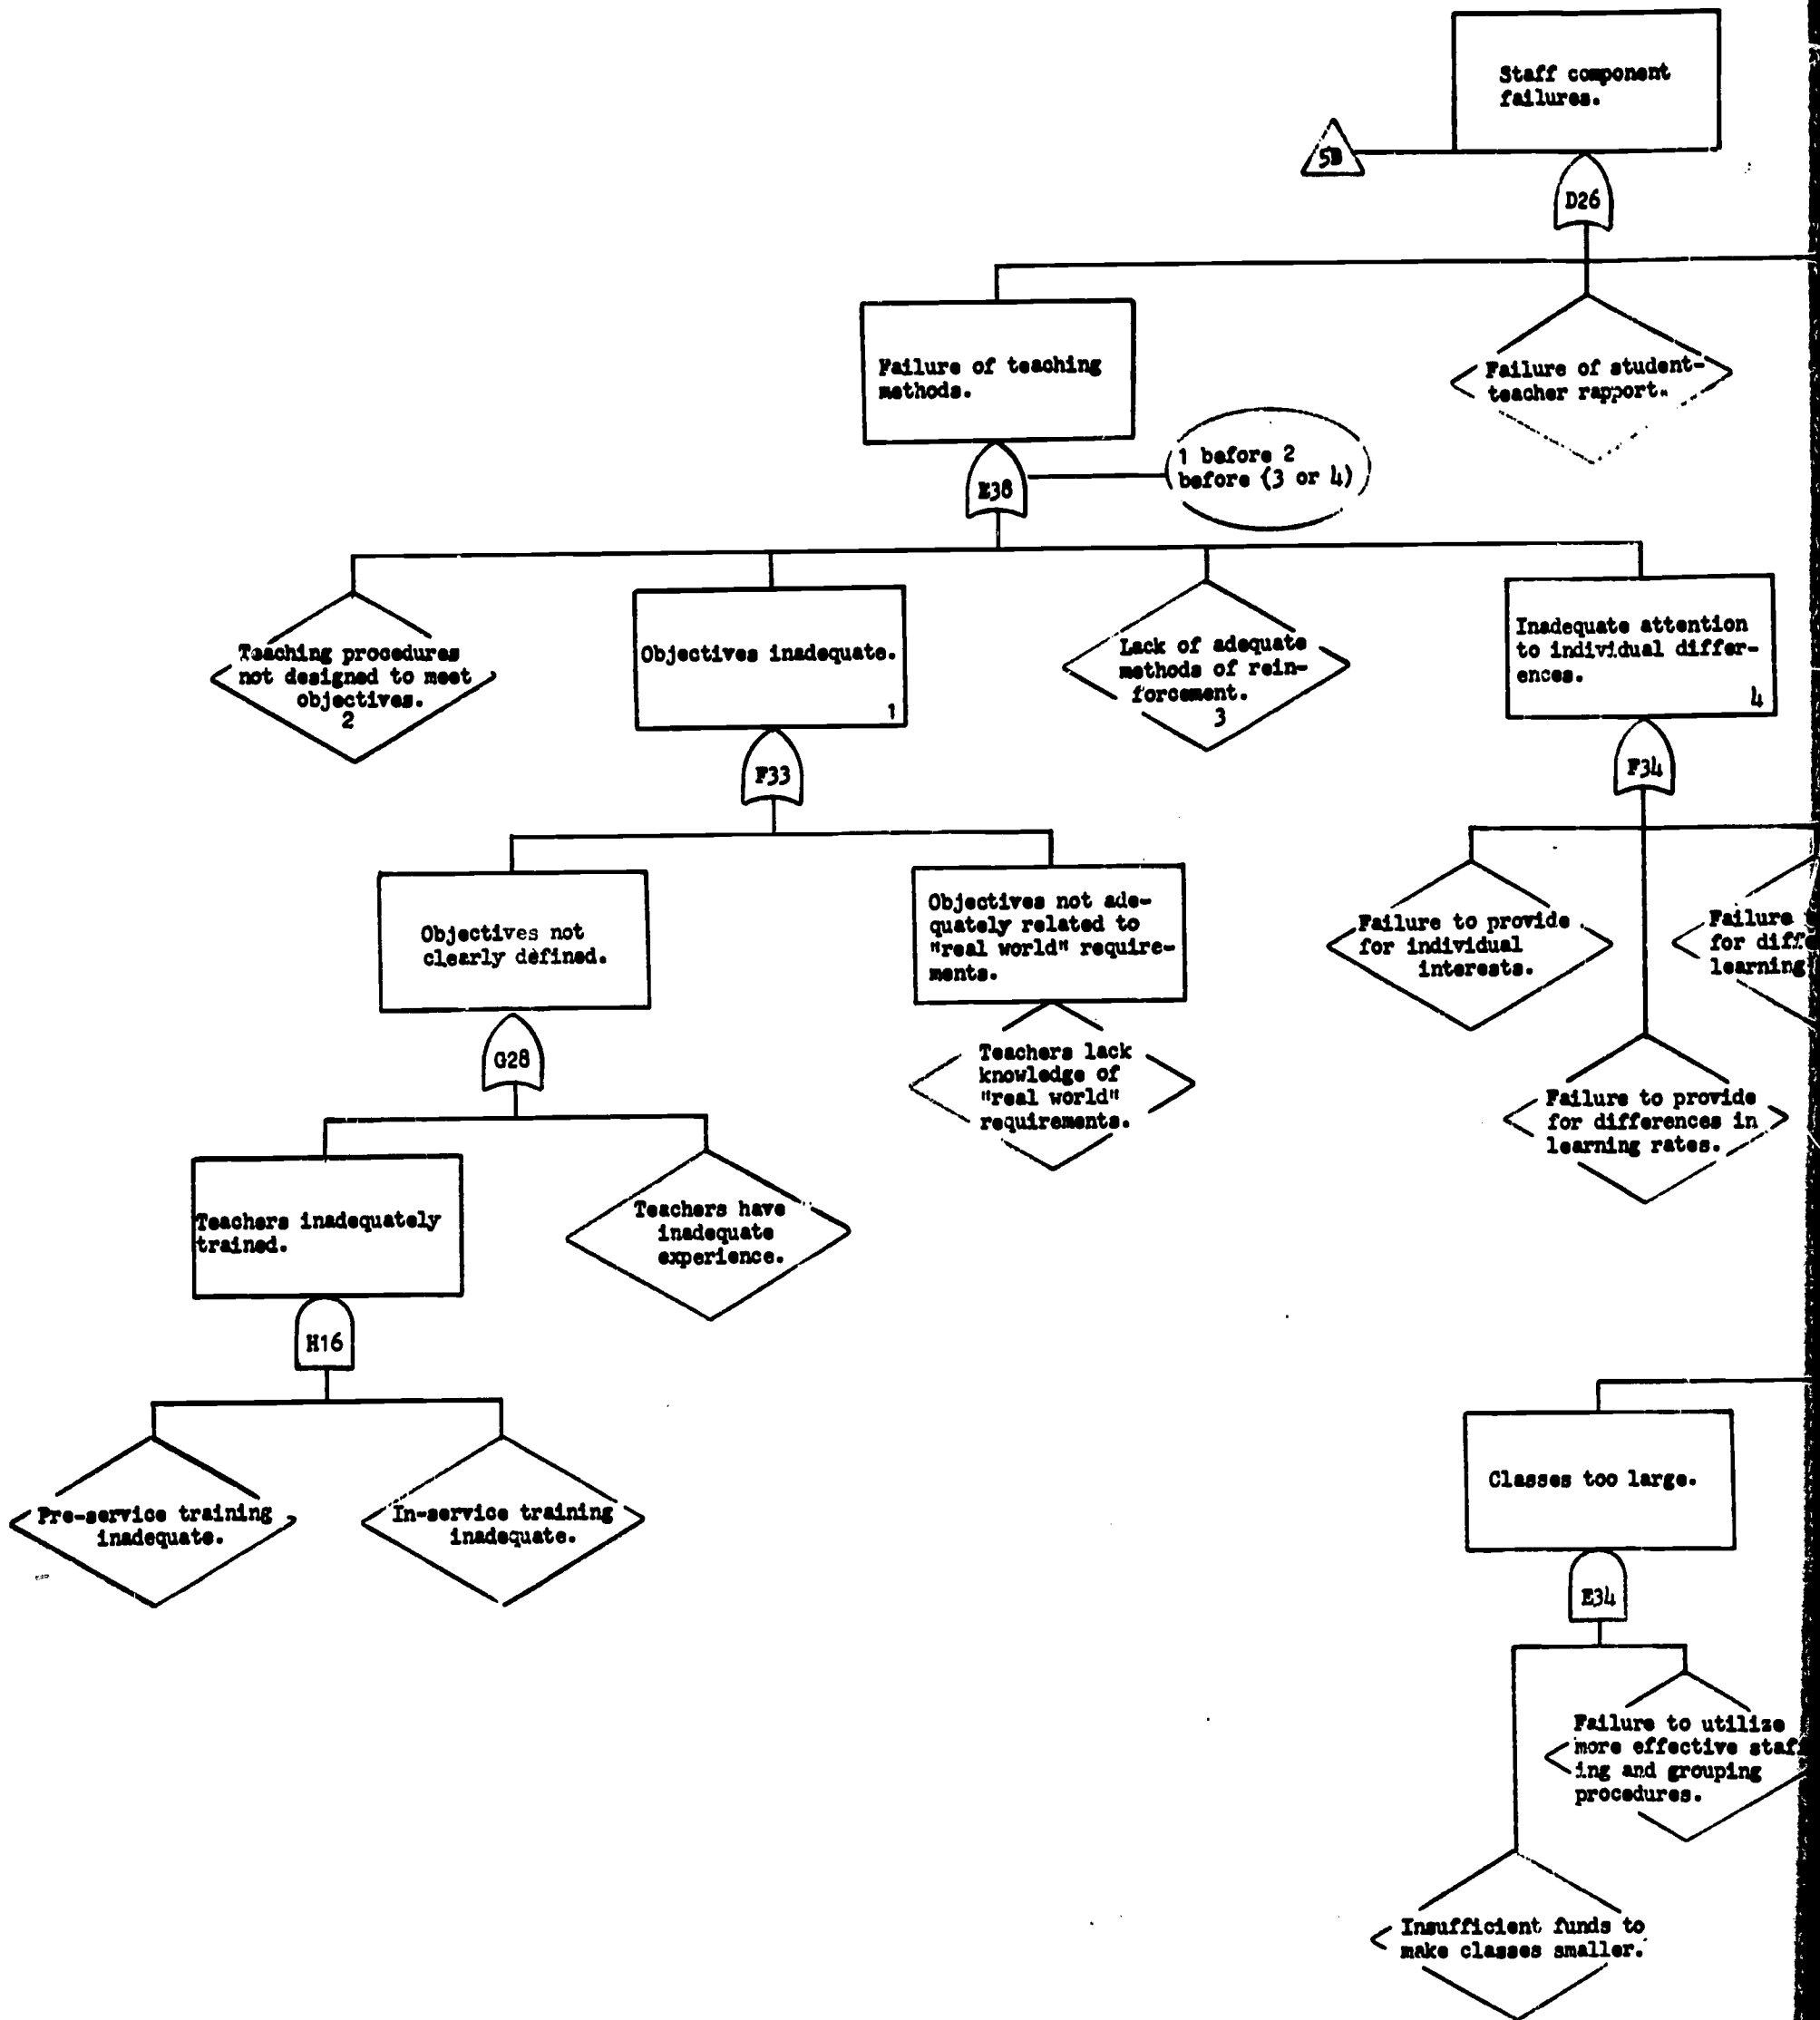 Staff component
failures.
5B
D26
Failure of teaching
methods.
Failure of student-
teacher rapport.
1 before 2
before (3 or 4)
E38
Teaching procedures
not designed to meet
objectives.
2
Objectives inadequate.
1
Lack of adequate
methods of rein-
forcement.
3
Inadequate attention
to individual differ-
ences.
4
F33
F34
Objectives not
clearly defined.
Objectives not ade-
quately related to
"real world" require-
ments.
Failure to provide
for individual
interests.
Failure
for diffe
learning
G28
Teachers lack
knowledge of
"real world"
requirements.
Failure to provide
for differences in
learning rates.
Teachers inadequately
trained.
Teachers have
inadequate
experience.
H16
Pre-service training
inadequate.
In-service training
inadequate.
Classes too large.
E34
Failure to utilize
more effective staf
ing and grouping
procedures.
Insufficient funds to
make classes smaller.